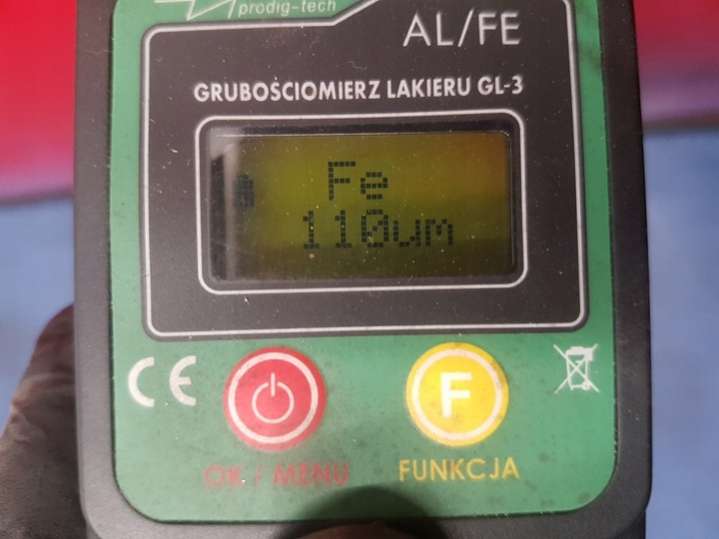 prodig-tech
AL/FE
GRUBOŚCIOMIERZ LAKIERU GL-3
Fe
110um
CE
F
OK / MENU
FUNKCJA